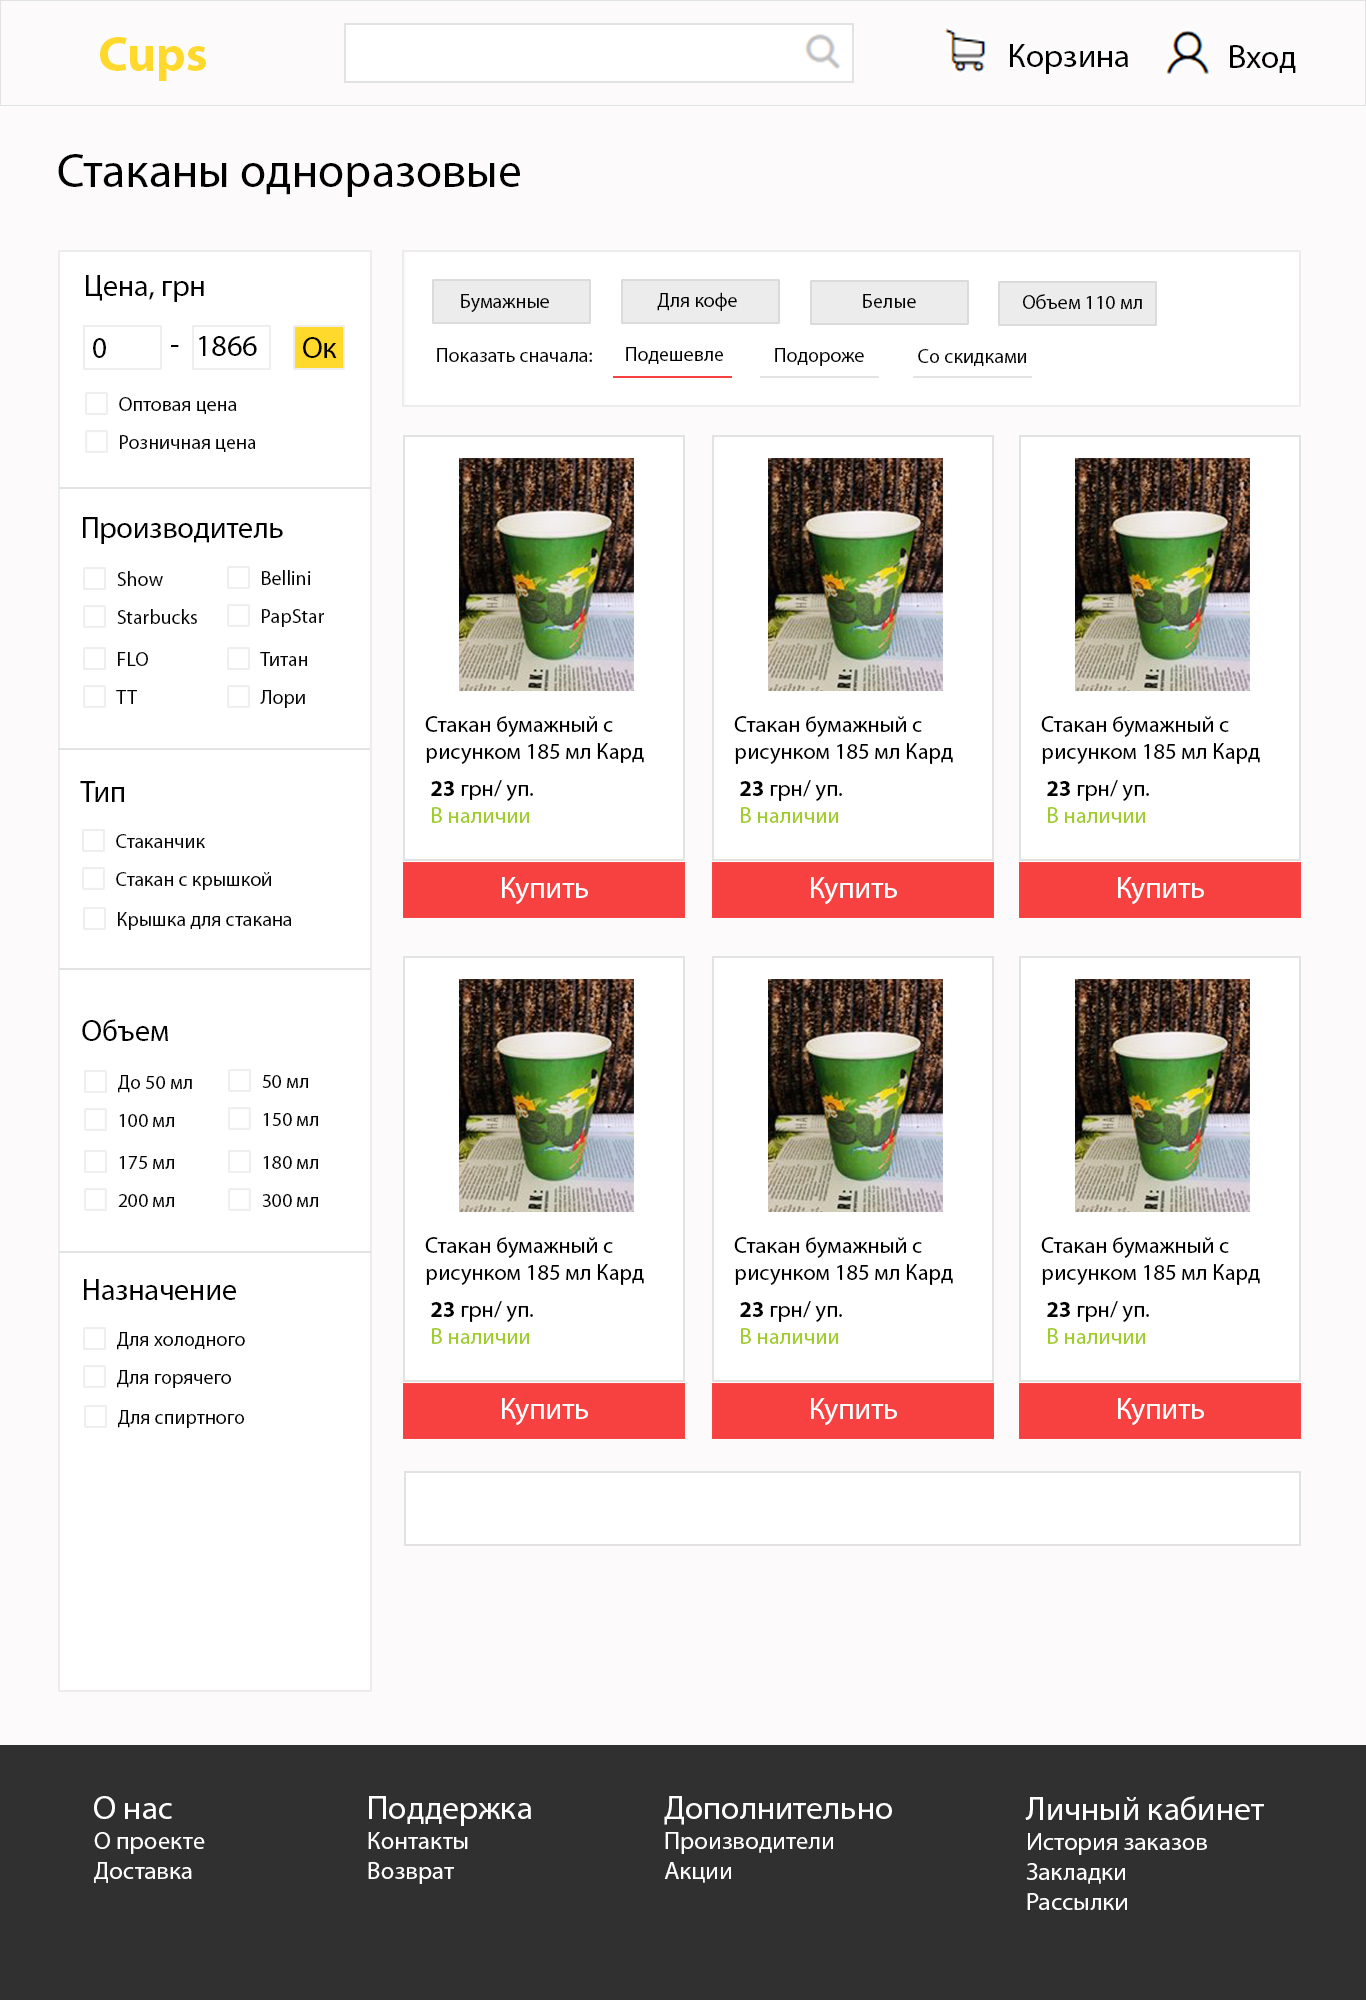 Cups
Корзина
Вход
Стаканы одноразовые
Цена, грн
0 - 1866 Ок
Оптовая цена
Розничная цена
Производитель
Show
Bellini
Starbucks
PapStar
FLO
Титан
ТТ
Лори
Тип
Стаканчик
Стакан с крышкой
Крышка для стакана
Объем
До 50 мл
50 мл
100 мл
150 мл
175 мл
180 мл
200 мл
300 мл
Назначение
Для холодного
Для горячего
Для спиртного
Бумажные
Для кофе
Белые
Объем 110 мл
Показать сначала:
Подешевле
Подороже
Со скидками
Стакан бумажный с
рисунком 185 мл Кард
23 грн/ уп.
В наличии
Купить
Стакан бумажный с
рисунком 185 мл Кард
23 грн/ уп.
В наличии
Купить
Стакан бумажный с
рисунком 185 мл Кард
23 грн/ уп.
В наличии
Купить
Стакан бумажный с
рисунком 185 мл Кард
23 грн/ уп.
В наличии
Купить
Стакан бумажный с
рисунком 185 мл Кард
23 грн/ уп.
В наличии
Купить
Стакан бумажный с
рисунком 185 мл Кард
23 грн/ уп.
В наличии
Купить
О нас
О проекте
Доставка
Поддержка
Контакты
Возврат
Дополнительно
Производители
Акции
Личный кабинет
История заказов
Закладки
Рассылки